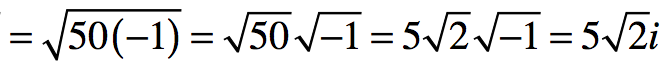 = √50(−1) = √50√−1 = 5√2√−1 = 5√2i